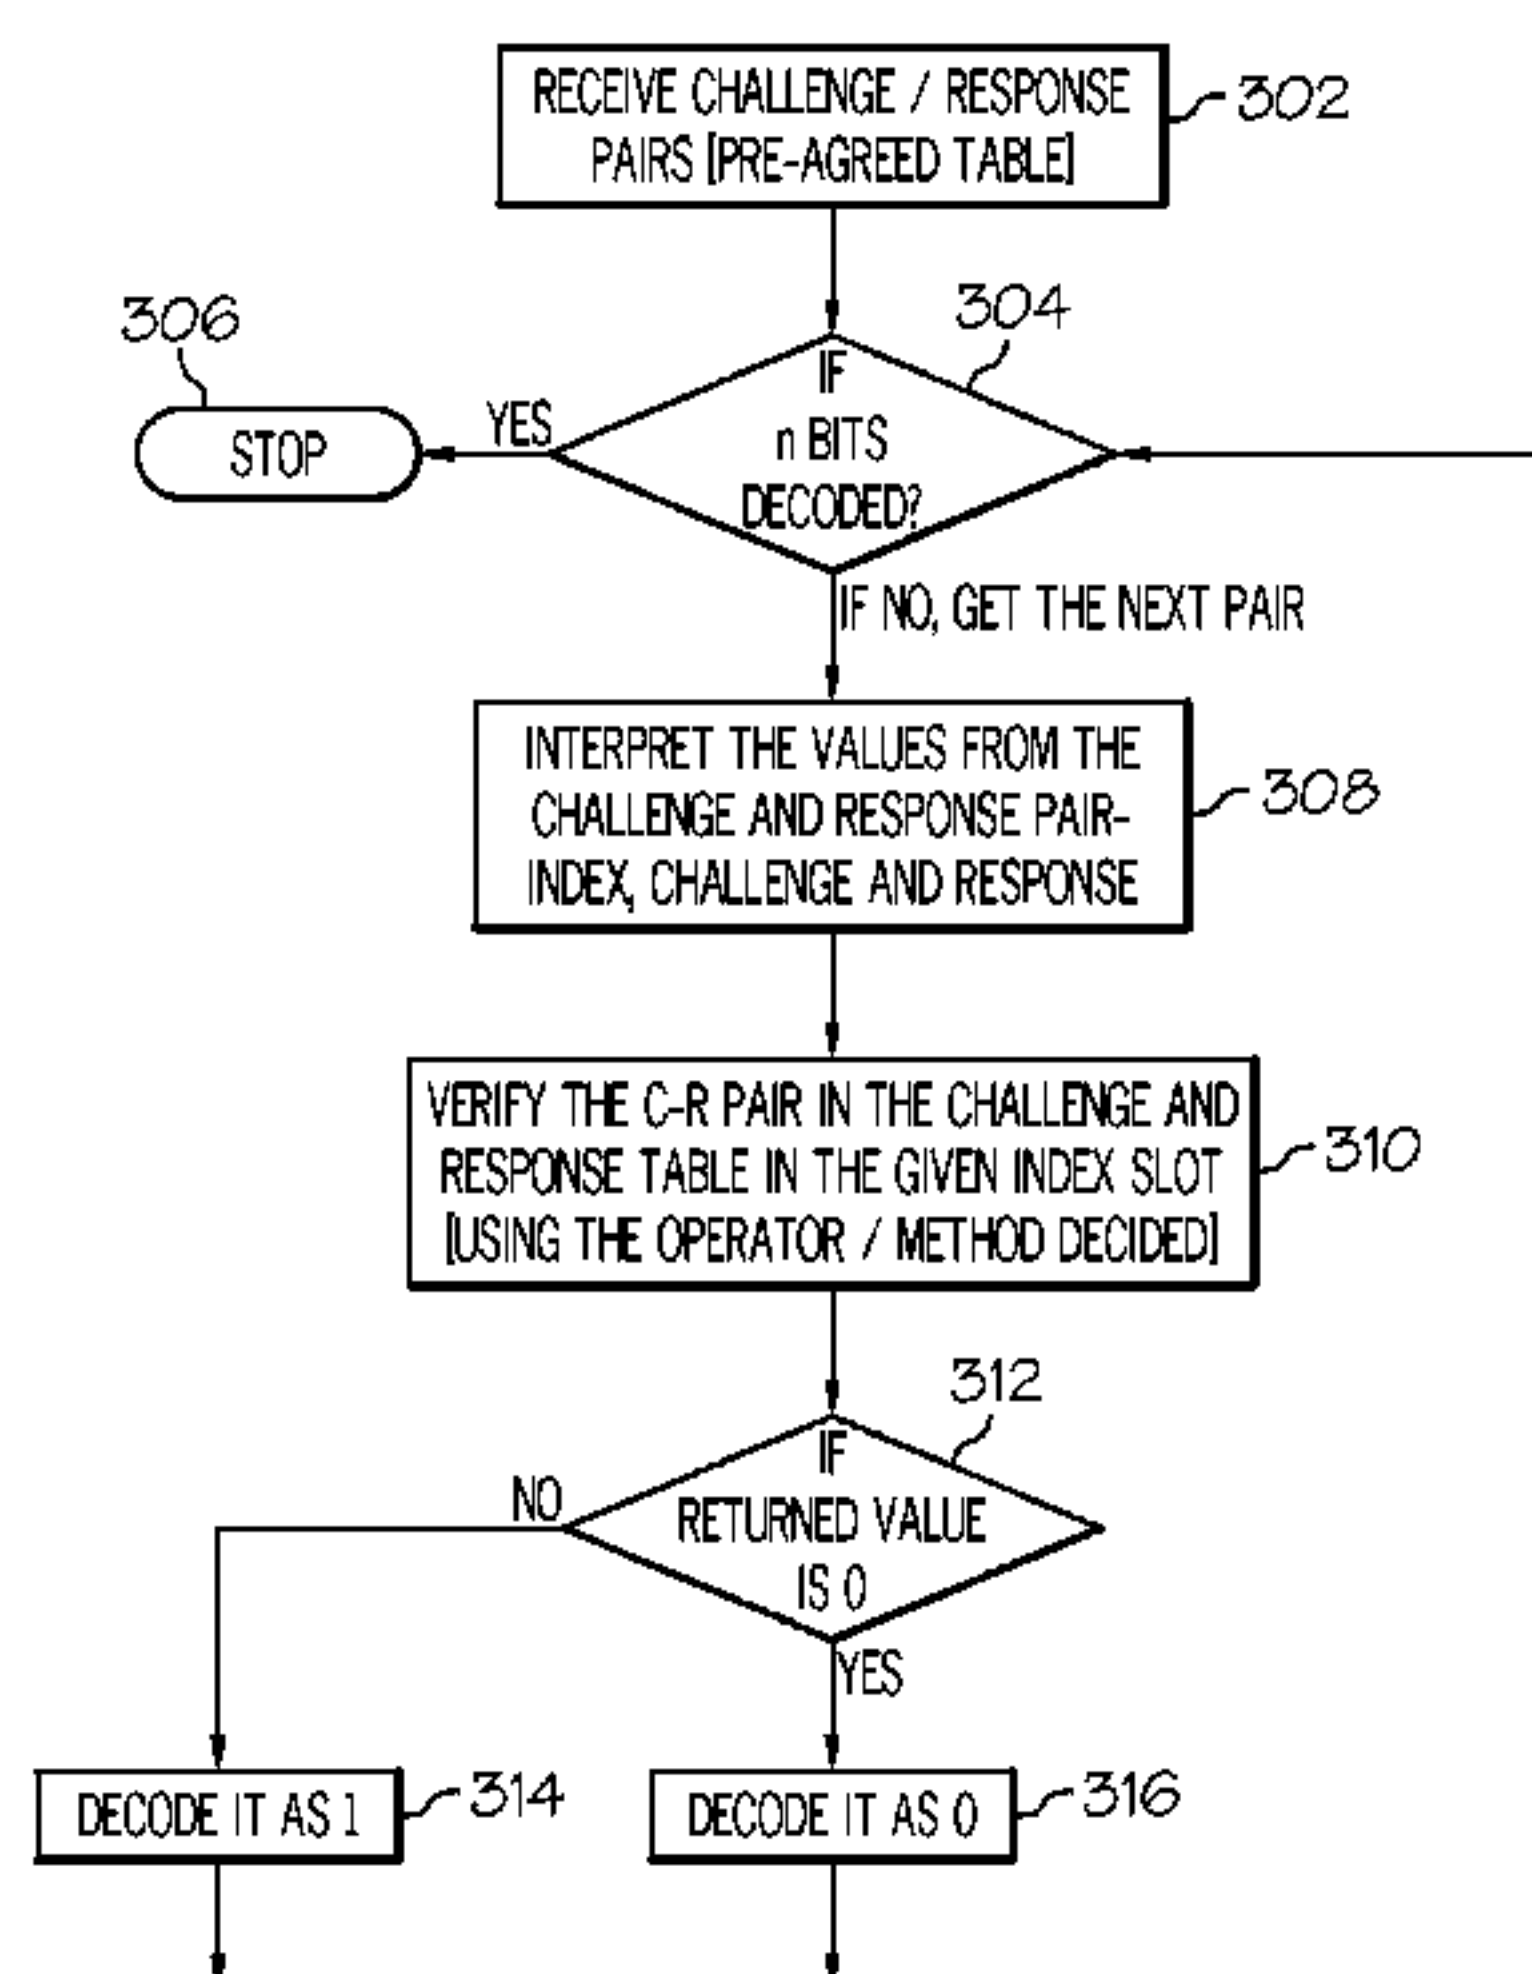 RECEIVE CHALLENGE / RESPONSE
PAIRS [PRE-AGREED TABLE]
302
304
306
IF
n BITS
DECODED?
YES
STOP
IF NO, GET THE NEXT PAIR
INTERPRET THE VALUES FROM THE
CHALLENGE AND RESPONSE PAIR-
INDEX, CHALLENGE AND RESPONSE
308
VERIFY THE C-R PAIR IN THE CHALLENGE AND
RESPONSE TABLE IN THE GIVEN INDEX SLOT
[USING THE OPERATOR / METHOD DECIDED]
310
312
IF
RETURNED VALUE
IS 0
NO
YES
DECODE IT AS 1
314
DECODE IT AS 0
316